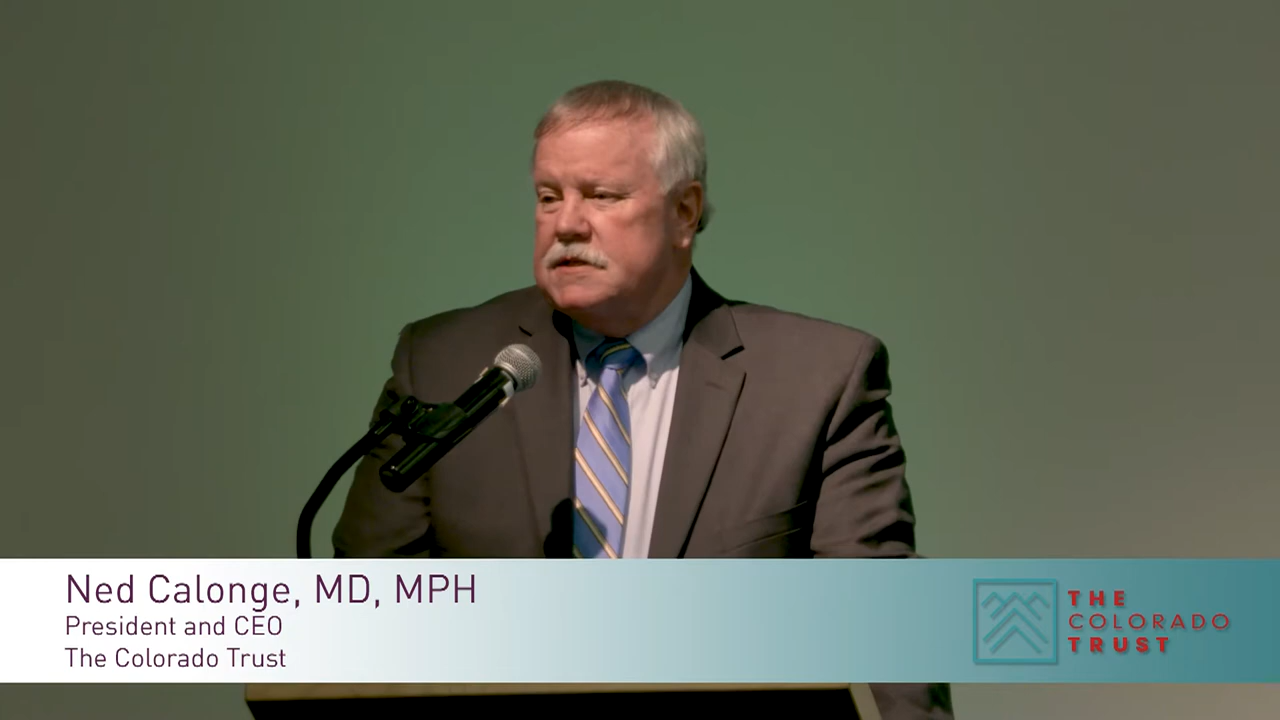 Ned Calonge, MD, MPH
President and CEO
The Colorado Trust
THE
COLORADO
TRUST